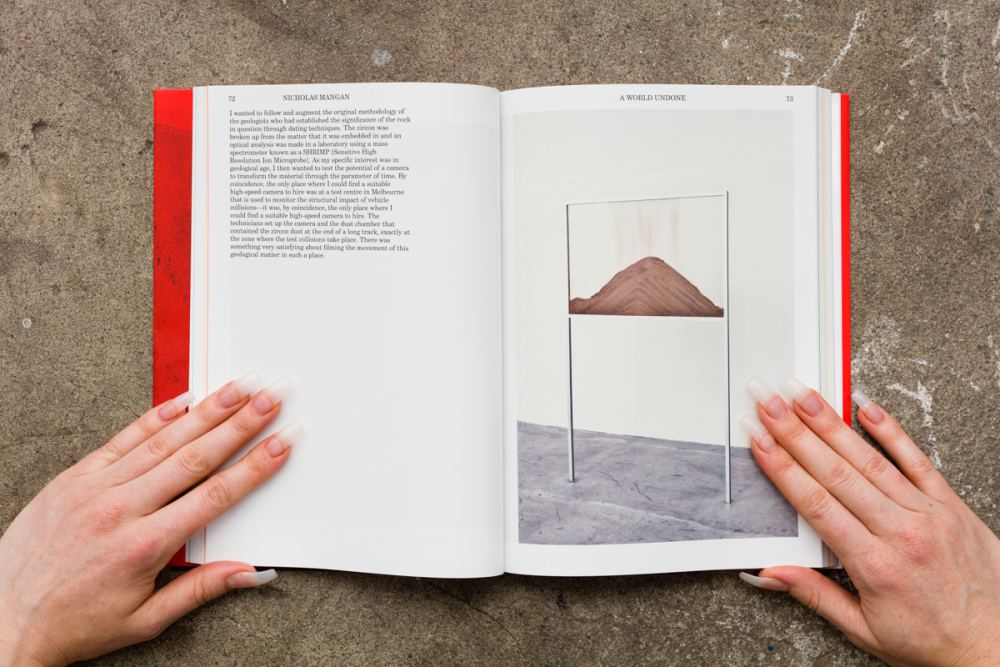 72
NICHOLAS MANGAN
I wanted to follow and augment the original methodology of
the geologists who had established the significance of the rock
in question through dating techniques. The zircon was
broken up from the matter that it was embedded in and an
optical analysis was made in a laboratory using a mass
spectrometer known as a SHRIMP [Sensitive High
Resolution Ion Microprobe]. As my specific interest was in
geological age, I then wanted to test the potential of a camera
to transform the material through the parameter of time. By
coincidence, the only place where I could find a suitable
high-speed camera to hire was at a test centre in Melbourne
that is used to monitor the structural impact of vehicle
collisions—it was, by coincidence, the only place where I
could find a suitable high-speed camera to hire. The
technicians set up the camera and the dust chamber that
contained the zircon dust at the end of a long track, exactly at
the zone where the test collisions take place. There was
something very satisfying about filming the movement of this
geological matter in such a place.
A WORLD UNDONE
73